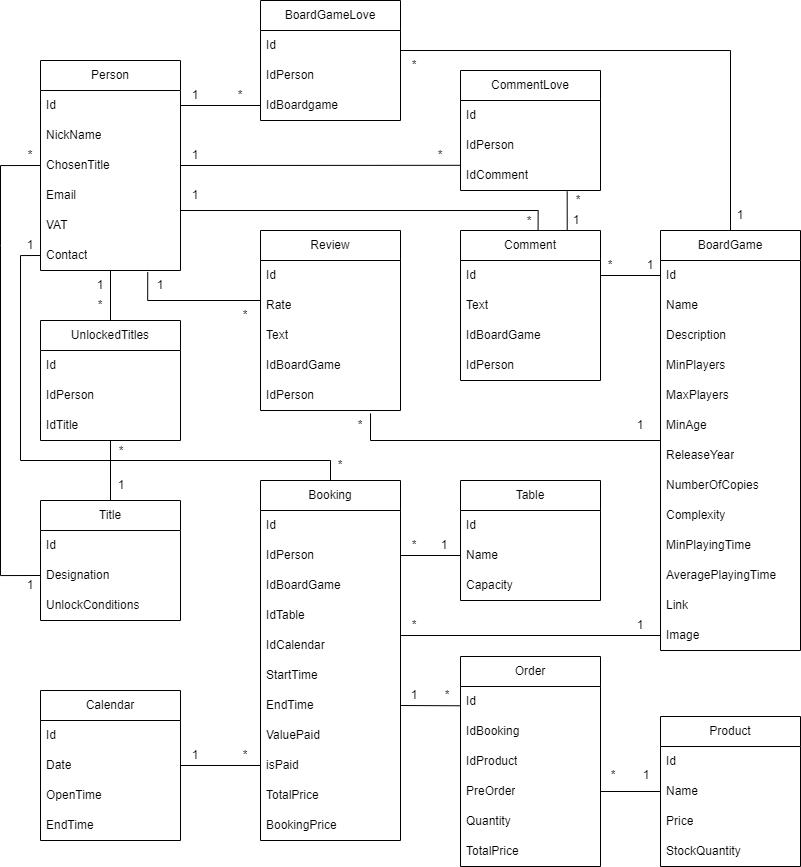 BoardGameLove
Id
IdPerson
IdBoardgame
1
*
*
1
Person
Id
NickName
ChosenTitle
Email
VAT
Contact
CommentLove
Id
IdPerson
IdComment
1
*
*
1
1
*
Comment
Id
Text
IdBoardGame
IdPerson
*
1
BoardGame
Id
Name
Description
MinPlayers
MaxPlayers
MinAge
ReleaseYear
NumberOfCopies
Complexity
MinPlayingTime
AveragePlayingTime
Link
Image
Review
Id
Rate
Text
IdBoardGame
IdPerson
1
*
*
1
1
*
UnlockedTitles
Id
IdPerson
IdTitle
*
1
Title
Id
Designation
UnlockConditions
*
1
1
*
Booking
Id
IdPerson
IdBoardGame
IdTable
IdCalendar
StartTime
EndTime
ValuePaid
isPaid
TotalPrice
BookingPrice
*
1
Table
Id
Name
Capacity
*
1
1
*
Order
Id
IdBooking
IdProduct
PreOrder
Quantity
TotalPrice
*
1
Product
Id
Name
Price
StockQuantity
Calendar
Id
Date
OpenTime
EndTime
1
*